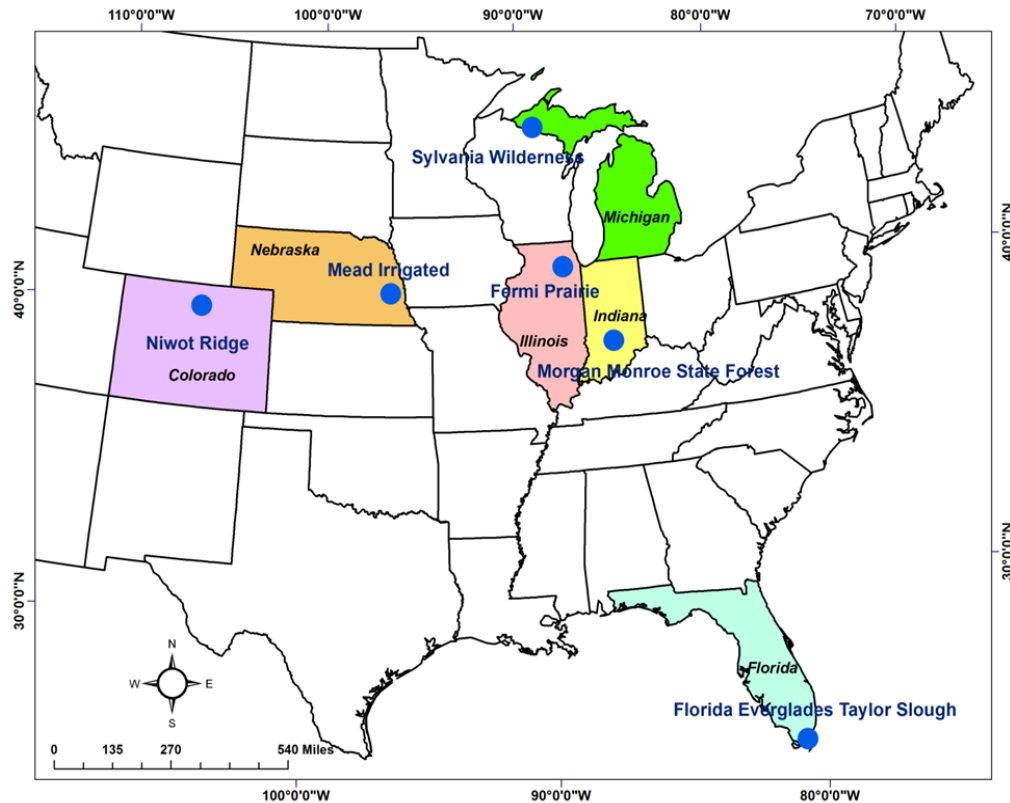 110°0'0"W 100°0'0"W 90°0'0"W 80°0'0"W 70°0'0"W
Sylvania Wilderness
Michigan
40°0'0"N
Nebraska
Mead Irrigated
40°0'0"N
Fermi Prairie
Indiana
Niwot Ridge
Illinois
Colorado
Morgan Monroe State Forest
30°0'0"N
30°0'0"N
N
W E
S
Florida
Florida Everglades Taylor Slough
0 135 270 540 Miles
100°0'0"W 90°0'0"W 80°0'0"W